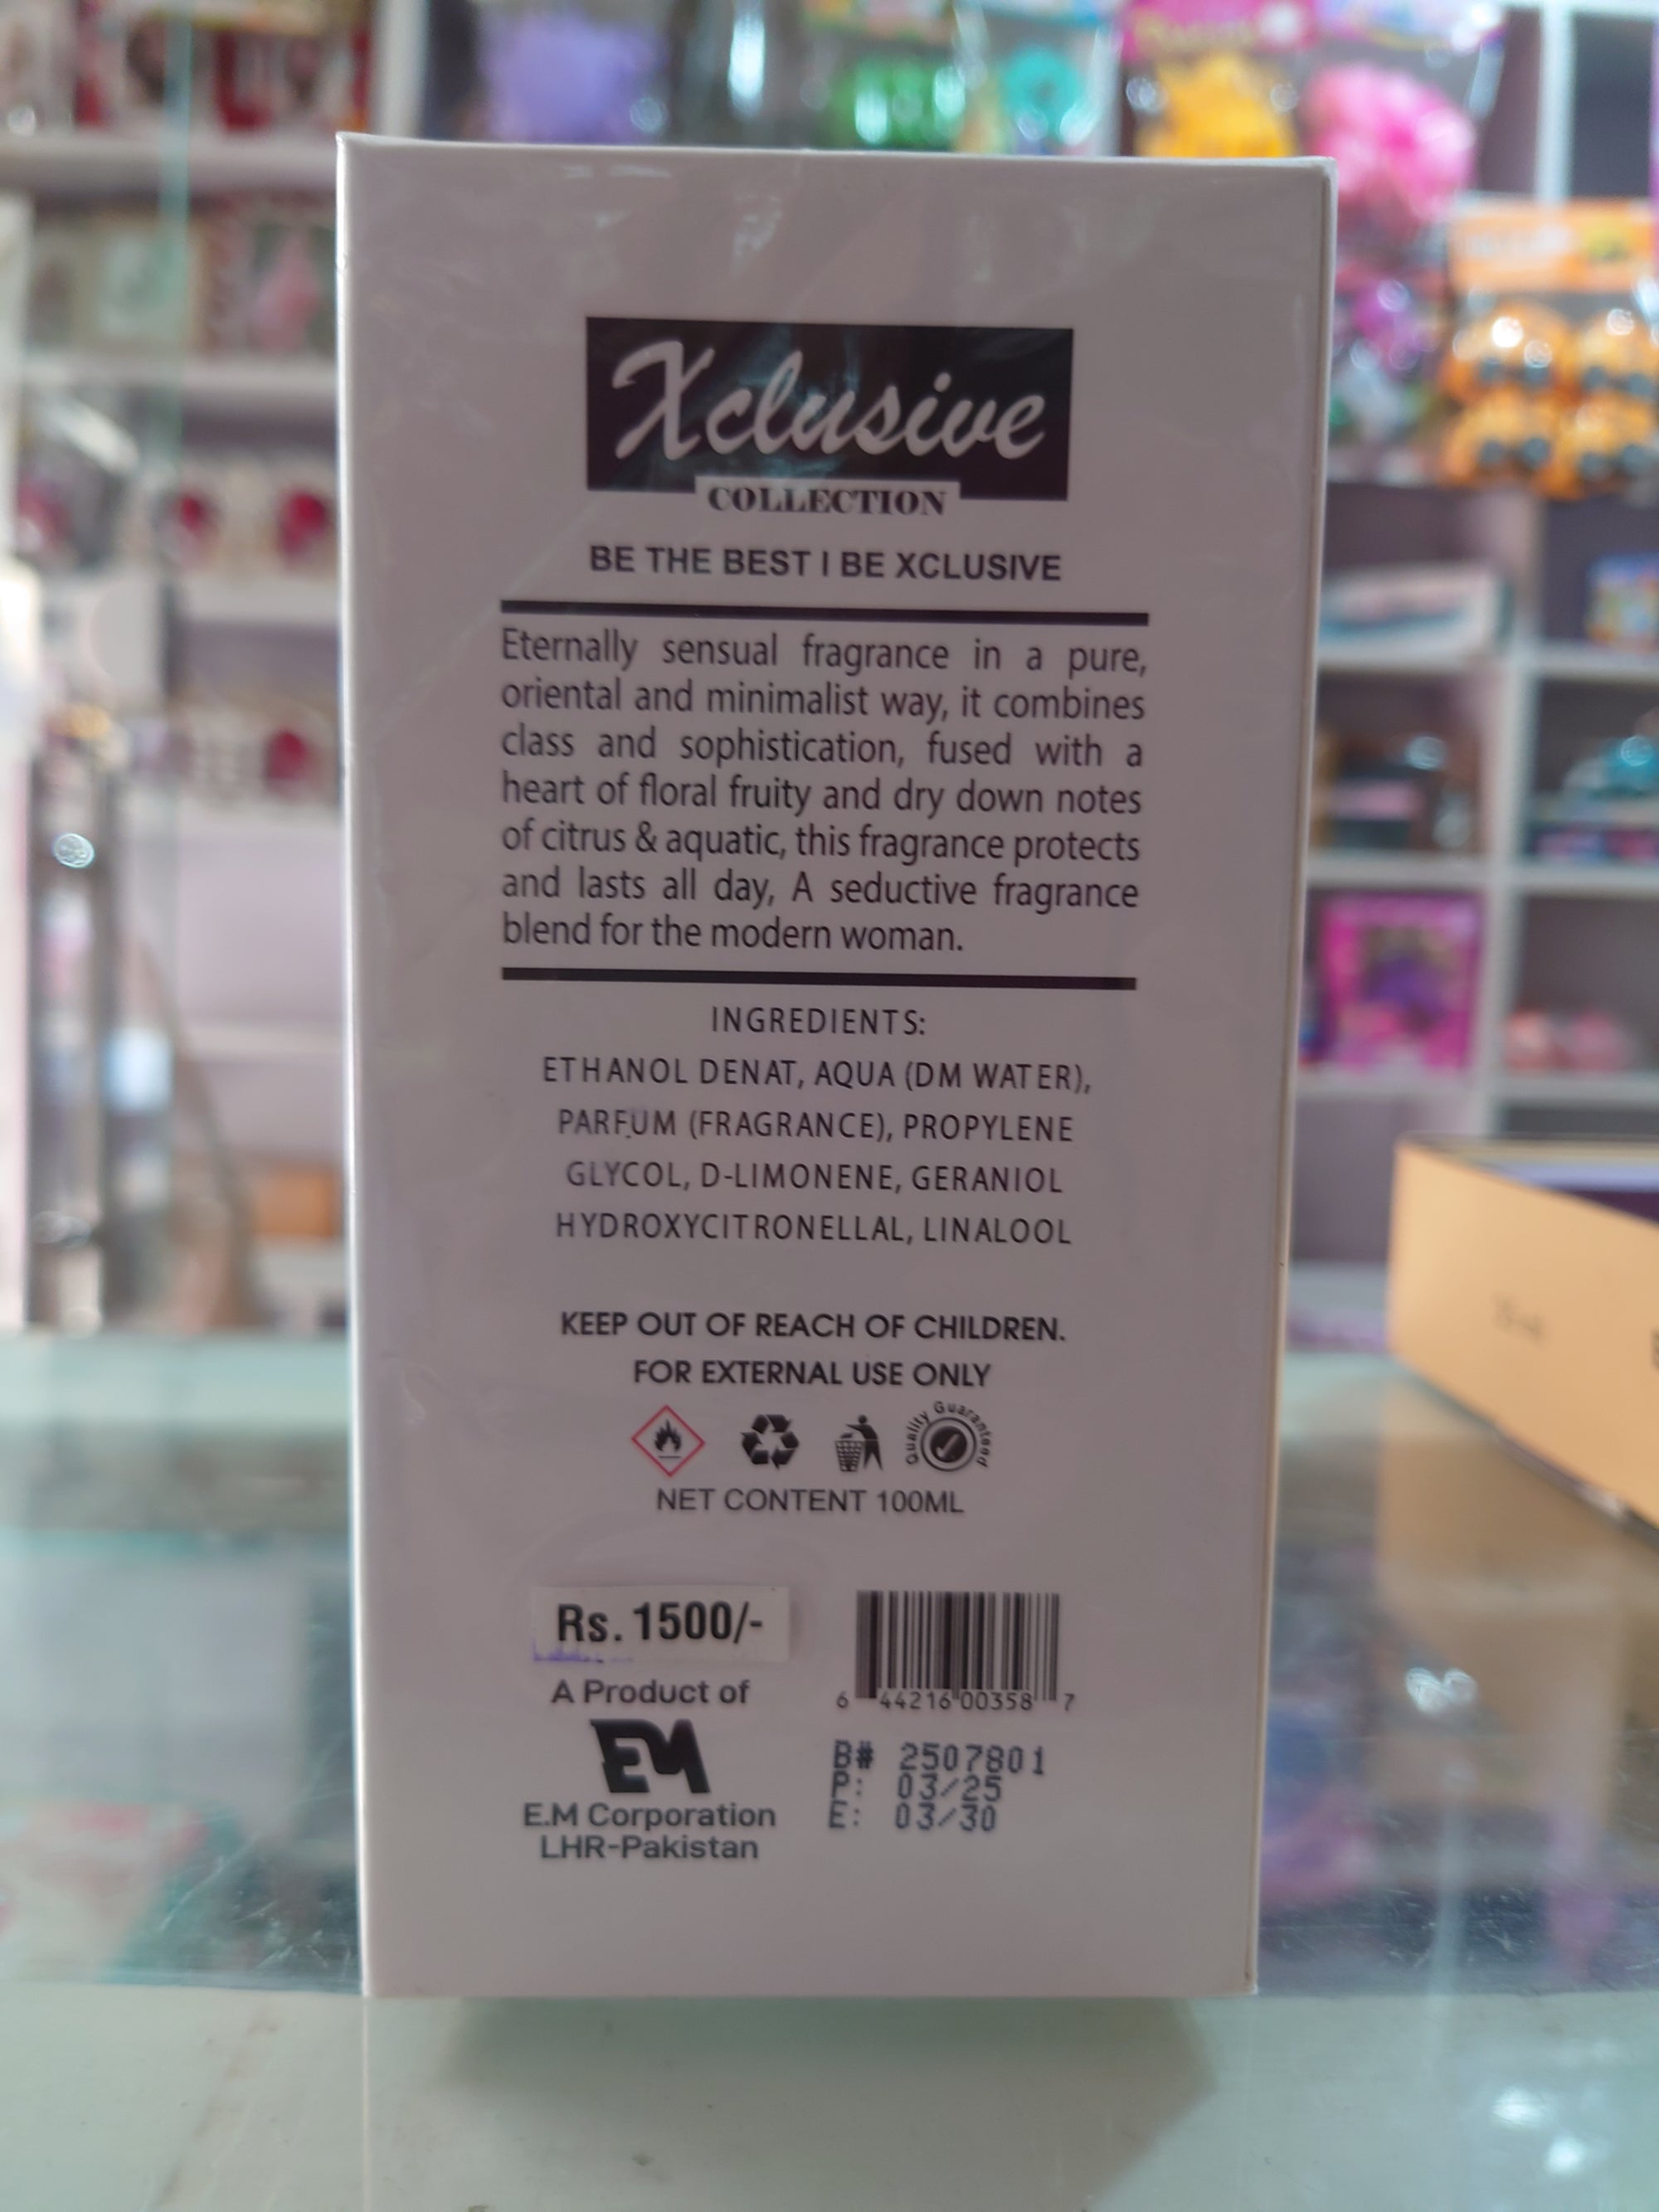 Xclusive
COLLECTION
BE THE BEST I BE XCLUSIVE
Eternally sensual fragrance in a pure,
oriental and minimalist way, it combines
class and sophistication, fused with a
heart of floral fruity and dry down notes
of citrus & aquatic, this fragrance protects
and lasts all day, A seductive fragrance
blend for the modern woman.
INGREDIENTS:
ETHANOL DENAT, AQUA (DM WATER),
PARFUM (FRAGRANCE), PROPYLENE
GLYCOL, D-LIMONENE, GERANIOL
HYDROXYCITRONELLAL, LINALOOL
KEEP OUT OF REACH OF CHILDREN.
FOR EXTERNAL USE ONLY
Quality Guaranteed
NET CONTENT 100ML
Rs. 1500/-
A Product of
EM
E.M Corporation
LHR-Pakistan
6 44216 00358 7
B# 2507801
P: 03/25
E: 03/30